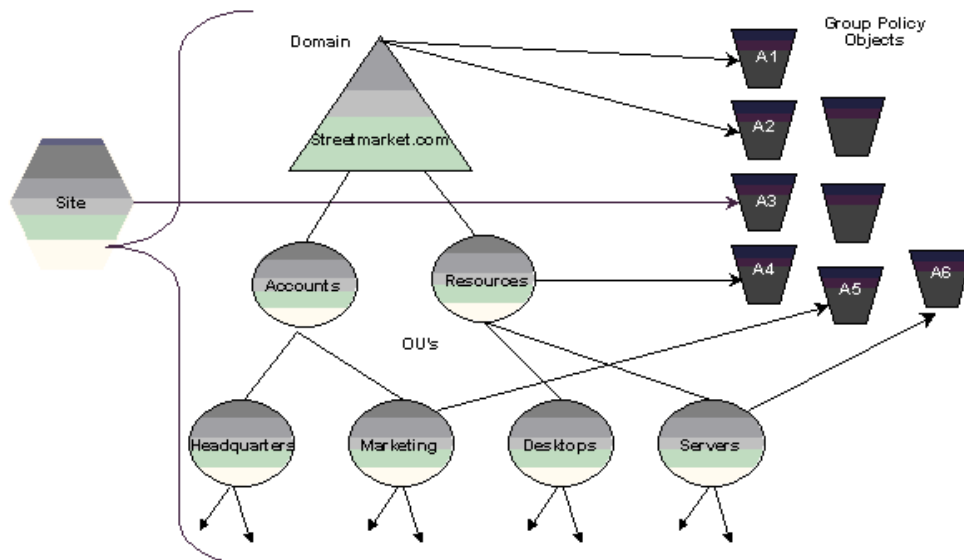 Domain
Group Policy
Objects
A1
Streetmarket.com
A2
Site
A3
Accounts
Resources
A4
A5
A6
OU's
Headquarters
Marketing
Desktops
Servers